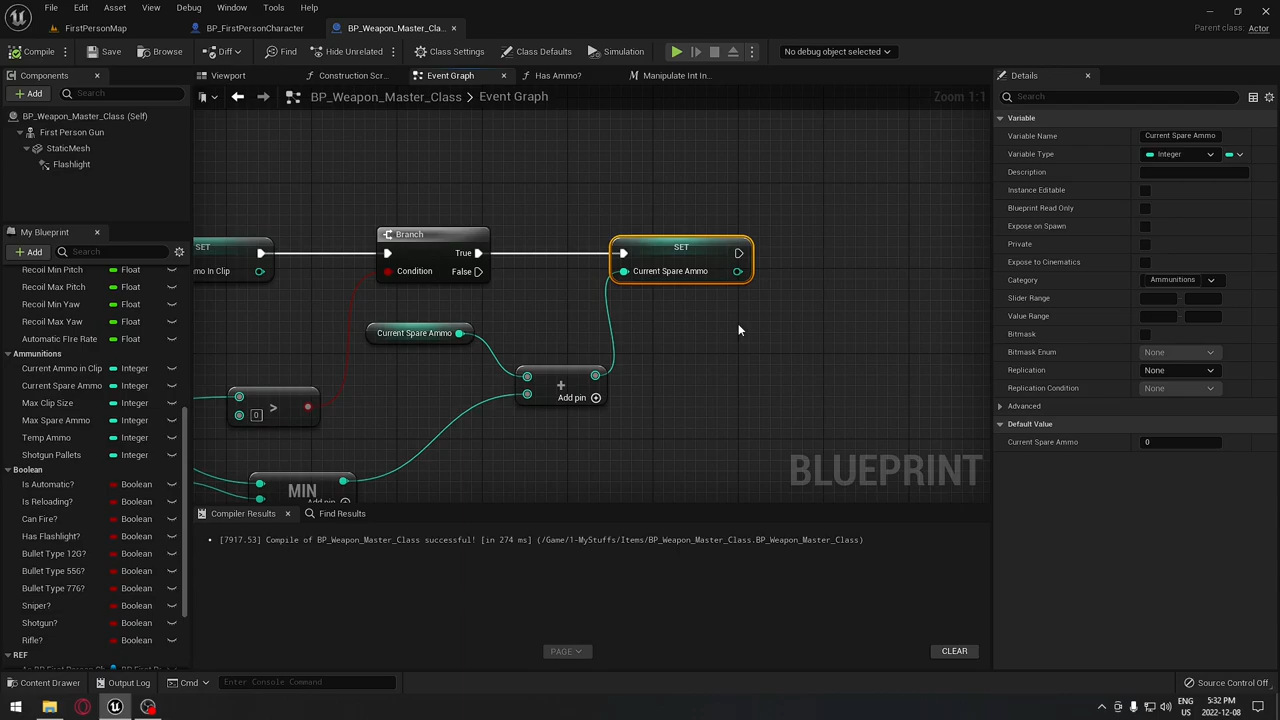 File Edit Asset View Debug Window Tools Help
FirstPersonMap BP_FirstPersonCharacter BP_Weapon_Master_Cla...
Parent class: Actor
Compile Save Browse Diff Find Hide Unrelated Class Settings Class Defaults Simulation No debug object selected
Components Viewport Construction Scr... Event Graph Has Ammo? Manipulate Int In... Details
Add Search BP_Weapon_Master_Class > Event Graph Zoom 1:1 Search
BP_Weapon_Master_Class (Self)
First Person Gun
StaticMesh
Flashlight
My Blueprint
Add Search
Recoil Min Pitch Float
Recoil Max Pitch Float
Recoil Min Yaw Float
Recoil Max Yaw Float
Automatic FIre Rate Float
Ammunitions
Current Ammo in Clip Integer
Current Spare Ammo Integer
Max Clip Size Integer
Max Spare Ammo Integer
Temp Ammo Integer
Shotgun Pallets Integer
Boolean
Is Automatic? Boolean
Is Reloading? Boolean
Can Fire? Boolean
Has Flashlight? Boolean
Bullet Type 12G? Boolean
Bullet Type 556? Boolean
Bullet Type 776? Boolean
Sniper? Boolean
Shotgun? Boolean
Rifle? Boolean
REF
SET
mo In Clip
Branch
True
Condition False
SET
Current Spare Ammo
Current Spare Ammo
+
Add pin
0 >
MIN
Add pin
BLUEPRINT
Variable
Variable Name Current Spare Ammo
Variable Type Integer
Description
Instance Editable
Blueprint Read Only
Expose on Spawn
Private
Expose to Cinematics
Category Ammunitions
Slider Range
Value Range
Bitmask
Bitmask Enum None
Replication None
Replication Condition None
Advanced
Default Value
Current Spare Ammo 0
Compiler Results Find Results
[7917.53] Compile of BP_Weapon_Master_Class successful! [in 274 ms] (/Game/1-MyStuffs/Items/BP_Weapon_Master_Class.BP_Weapon_Master_Class)
PAGE CLEAR
Content Drawer Output Log Cmd Enter Console Command Source Control Off
ENG US 5:32 PM 2022-12-08